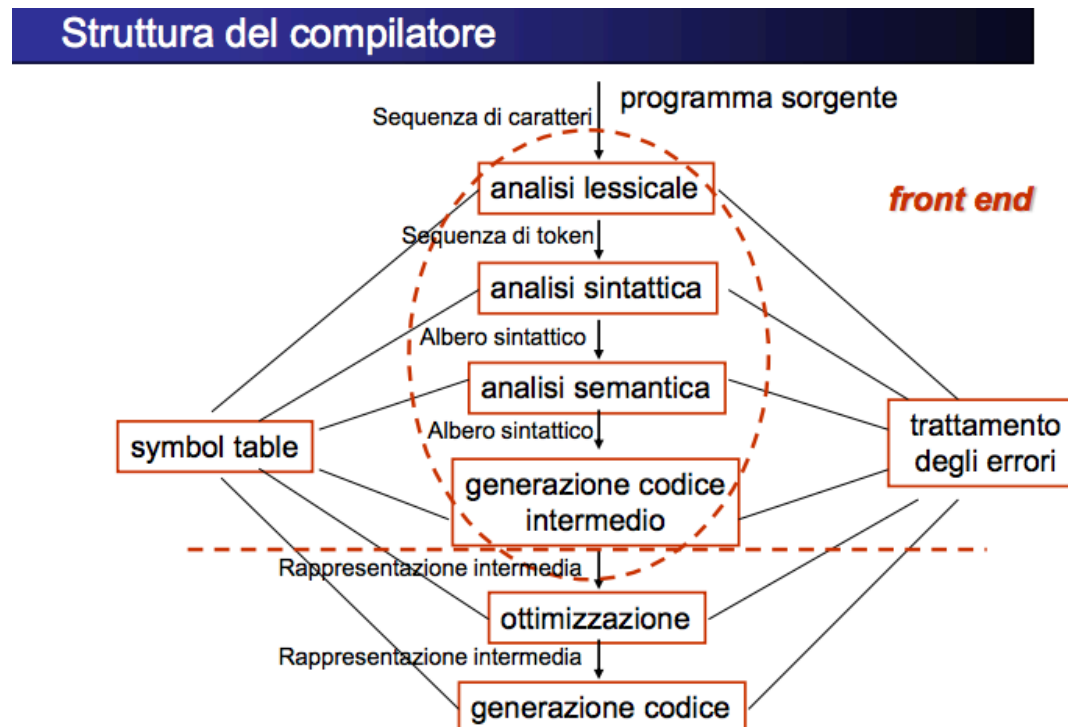 Struttura del compilatore
programma sorgente
Sequenza di caratteri
analisi lessicale
front end
Sequenza di token
analisi sintattica
Albero sintattico
analisi semantica
Albero sintattico
symbol table
trattamento
degli errori
generazione codice
intermedio
Rappresentazione intermedia
ottimizzazione
Rappresentazione intermedia
generazione codice